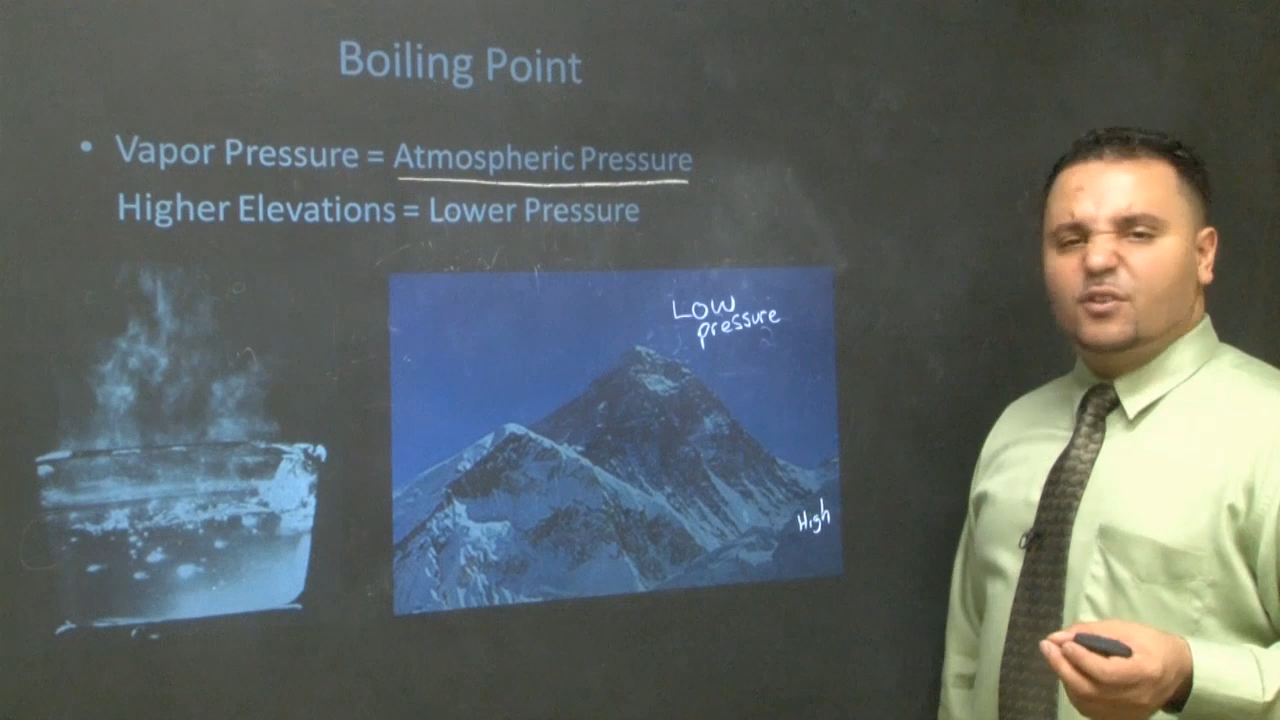 Boiling Point
• Vapor Pressure = Atmospheric Pressure
Higher Elevations = Lower Pressure
Low
pressure
High